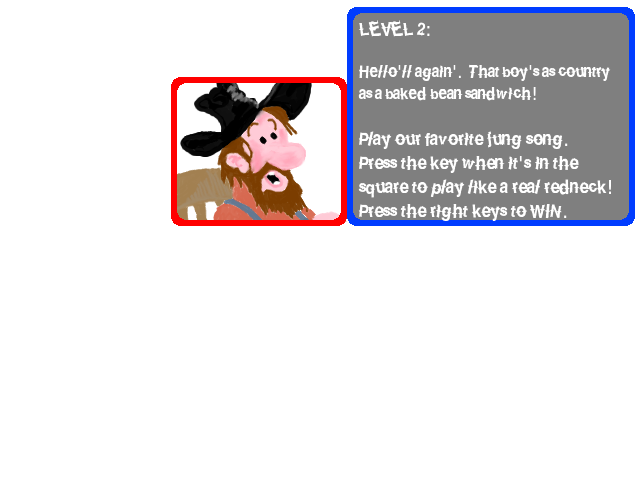 LEVEL 2:
Hello'll again'. That boy's as country
as a baked bean sandwich!
Play our favorite jung song.
Press the key when it's in the
square to play like a real redneck!
Press the right keys to WIN.